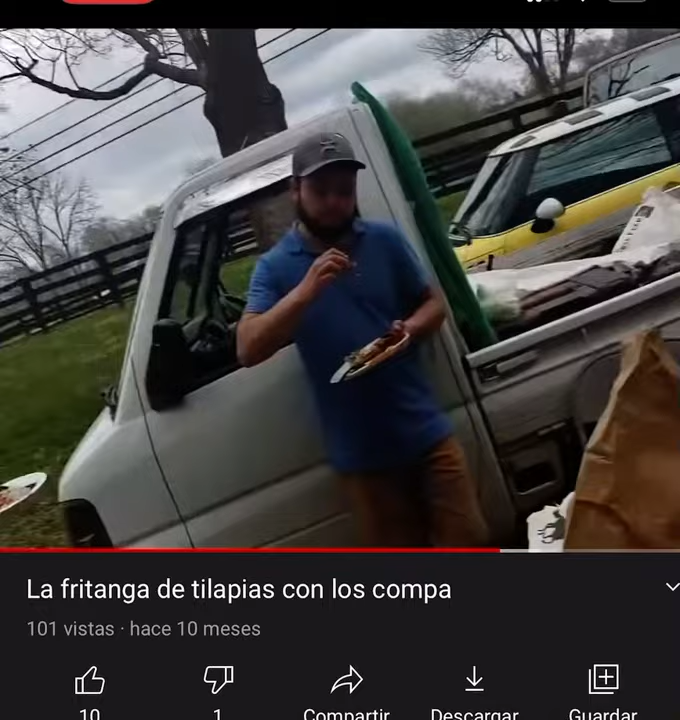 La fritanga de tilapias con los compa
101 vistas · hace 10 meses
10
1
Compartir
Descargar
Guardar